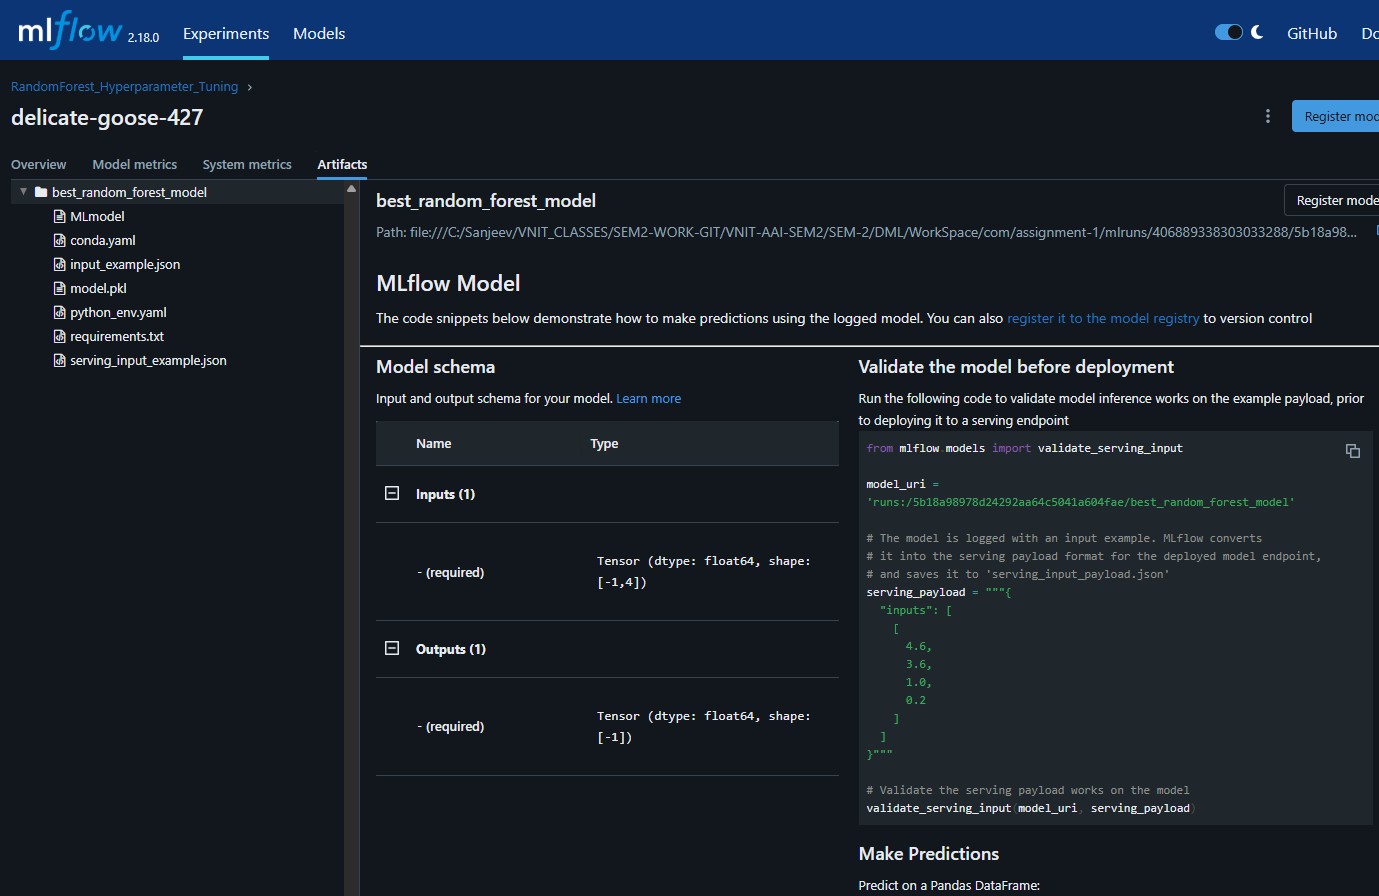 mlflow 2.18.0 Experiments Models GitHub Do
RandomForest_Hyperparameter_Tuning ›
delicate-goose-427
Register mod
Overview Model metrics System metrics Artifacts
best_random_forest_model
MLmodel
conda.yaml
input_example.json
model.pkl
python_env.yaml
requirements.txt
serving_input_example.json
best_random_forest_model
Register mode
Path: file:///C:/Sanjeev/VNIT_CLASSES/SEM2-WORK-GIT/VNIT-AAI-SEM2/SEM-2/DML/WorkSpace/com/assignment-1/mlruns/406889338303033288/5b18a98...
MLflow Model
The code snippets below demonstrate how to make predictions using the logged model. You can also register it to the model registry to version control
Model schema
Input and output schema for your model. Learn more
Name Type
Inputs (1)
- (required)
Tensor (dtype: float64, shape:
[-1,4])
Outputs (1)
- (required)
Tensor (dtype: float64, shape:
[-1])
Validate the model before deployment
Run the following code to validate model inference works on the example payload, prior
to deploying it to a serving endpoint
from mlflow.models import validate_serving_input
model_uri =
'runs:/5b18a98978d24292aa64c5041a604fae/best_random_forest_model'
# The model is logged with an input example. MLflow converts
# it into the serving payload format for the deployed model endpoint,
# and saves it to 'serving_input_payload.json'
serving_payload = """{
"inputs": [
[
4.6,
3.6,
1.0,
0.2
]
]
}"""
# Validate the serving payload works on the model
validate_serving_input(model_uri, serving_payload)
Make Predictions
Predict on a Pandas DataFrame: